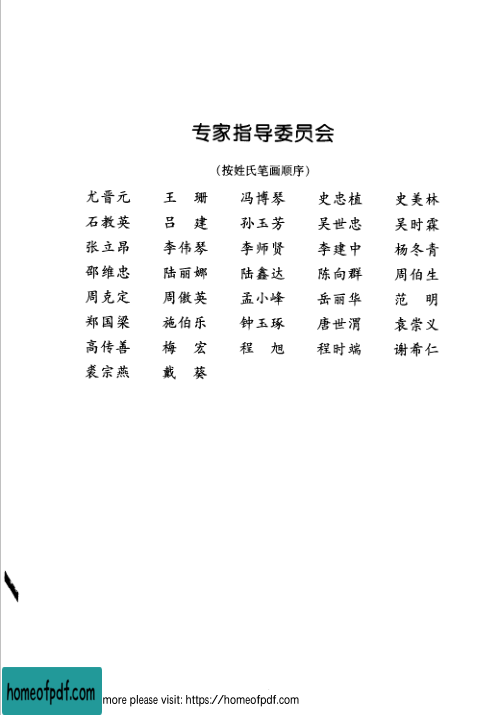 专家指导委员会
（按姓氏笔画顺序）
尤晋元 王 珊 冯博琴 史忠植 史美林
石教英 吕 建 孙玉芳 吴世忠 吴时霖
张立昂 李伟琴 李师贤 李建中 杨冬青
邵维忠 陆丽娜 陆鑫达 陈向群 周伯生
周克定 周傲英 孟小峰 岳丽华 范 明
郑国梁 施伯乐 钟玉琢 唐世渭 袁崇义
高传善 梅 宏 程 旭 程时端 谢希仁
裘宗燕 戴 葵
homeofpdf.com more please visit: https://homeofpdf.com